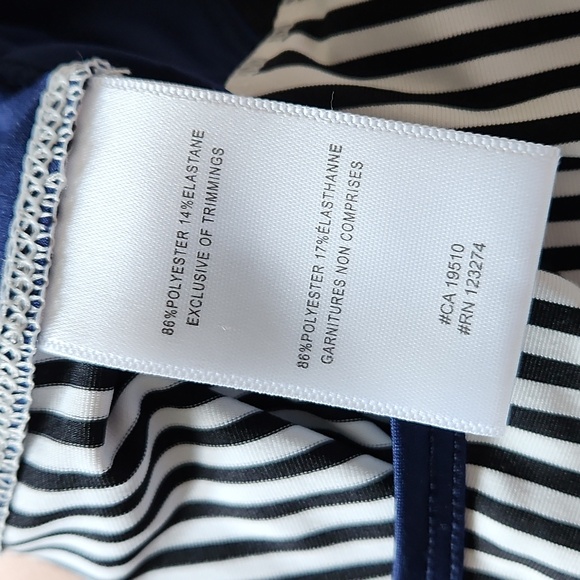 86%POLYESTER 14%ELASTANE
EXCLUSIVE OF TRIMMINGS
86%POLYESTER 17%ÉLASTHANNE
GARNITURES NON COMPRISES
#CA 19510
#RN 123274